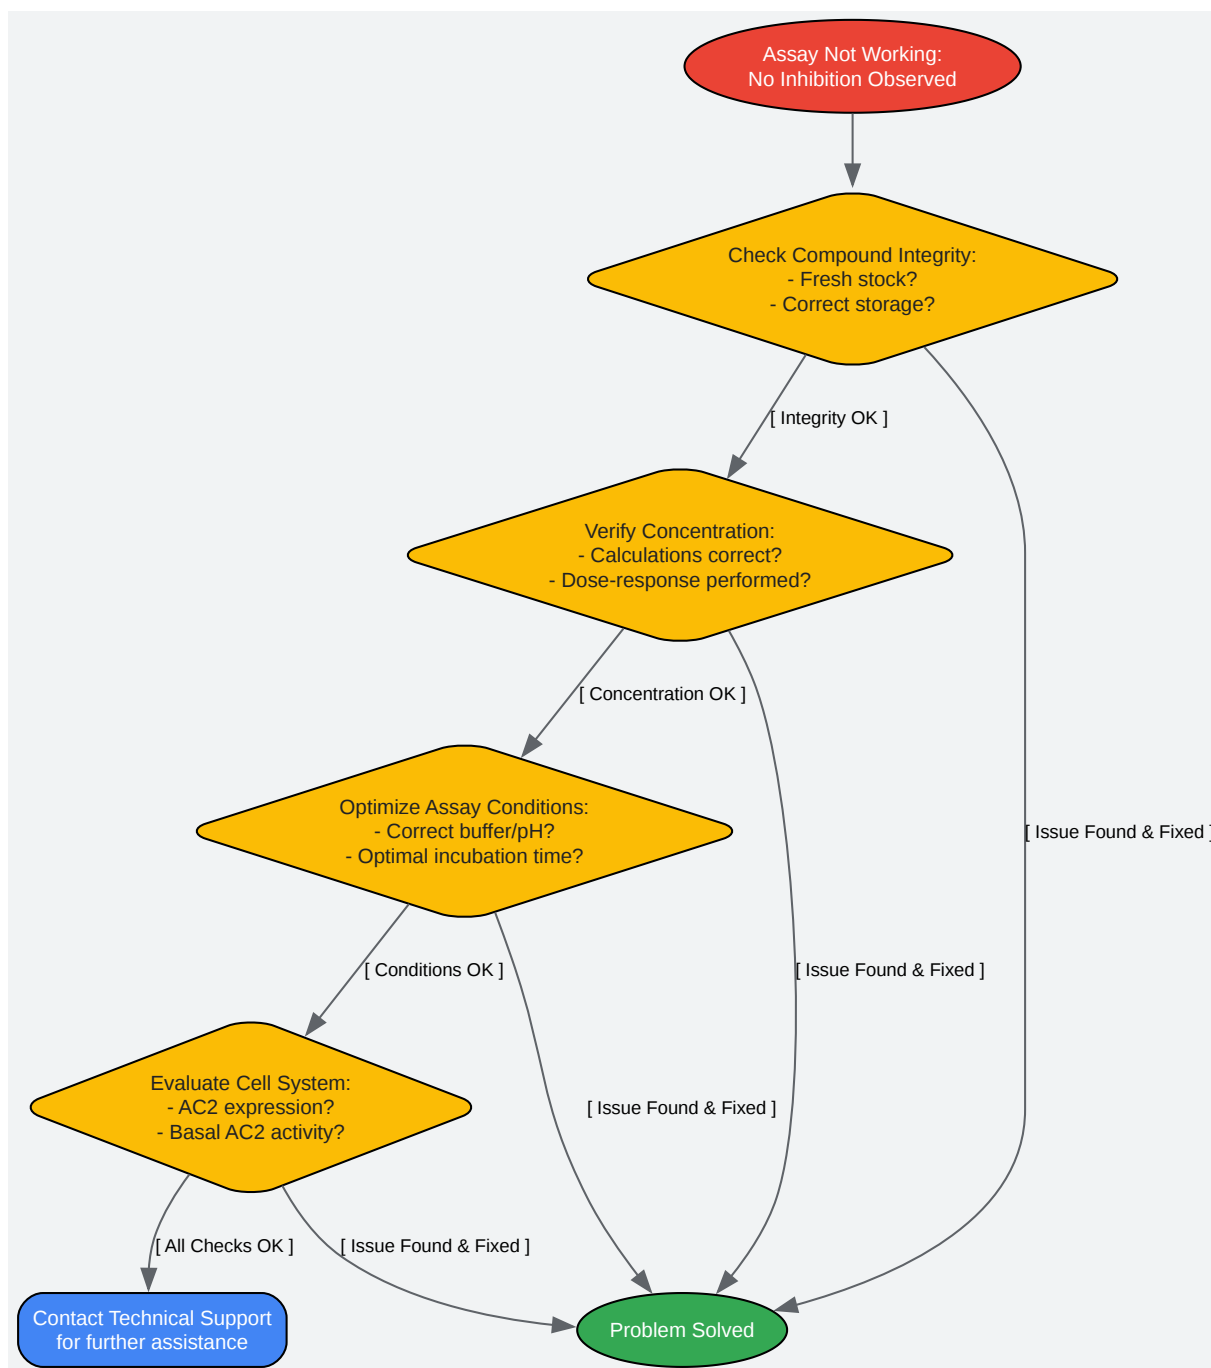 Assay Not Working:
No Inhibition Observed
Check Compound Integrity:
- Fresh stock?
- Correct storage?
[ Integrity OK ]
Verify Concentration:
- Calculations correct?
- Dose-response performed?
[ Concentration OK ]
Optimize Assay Conditions:
- Correct buffer/pH?
- Optimal incubation time?
[ Issue Found & Fixed ]
[ Conditions OK ]
[ Issue Found & Fixed ]
Evaluate Cell System:
- AC2 expression?
- Basal AC2 activity?
[ Issue Found & Fixed ]
[ All Checks OK ]
[ Issue Found & Fixed ]
Contact Technical Support
for further assistance
Problem Solved